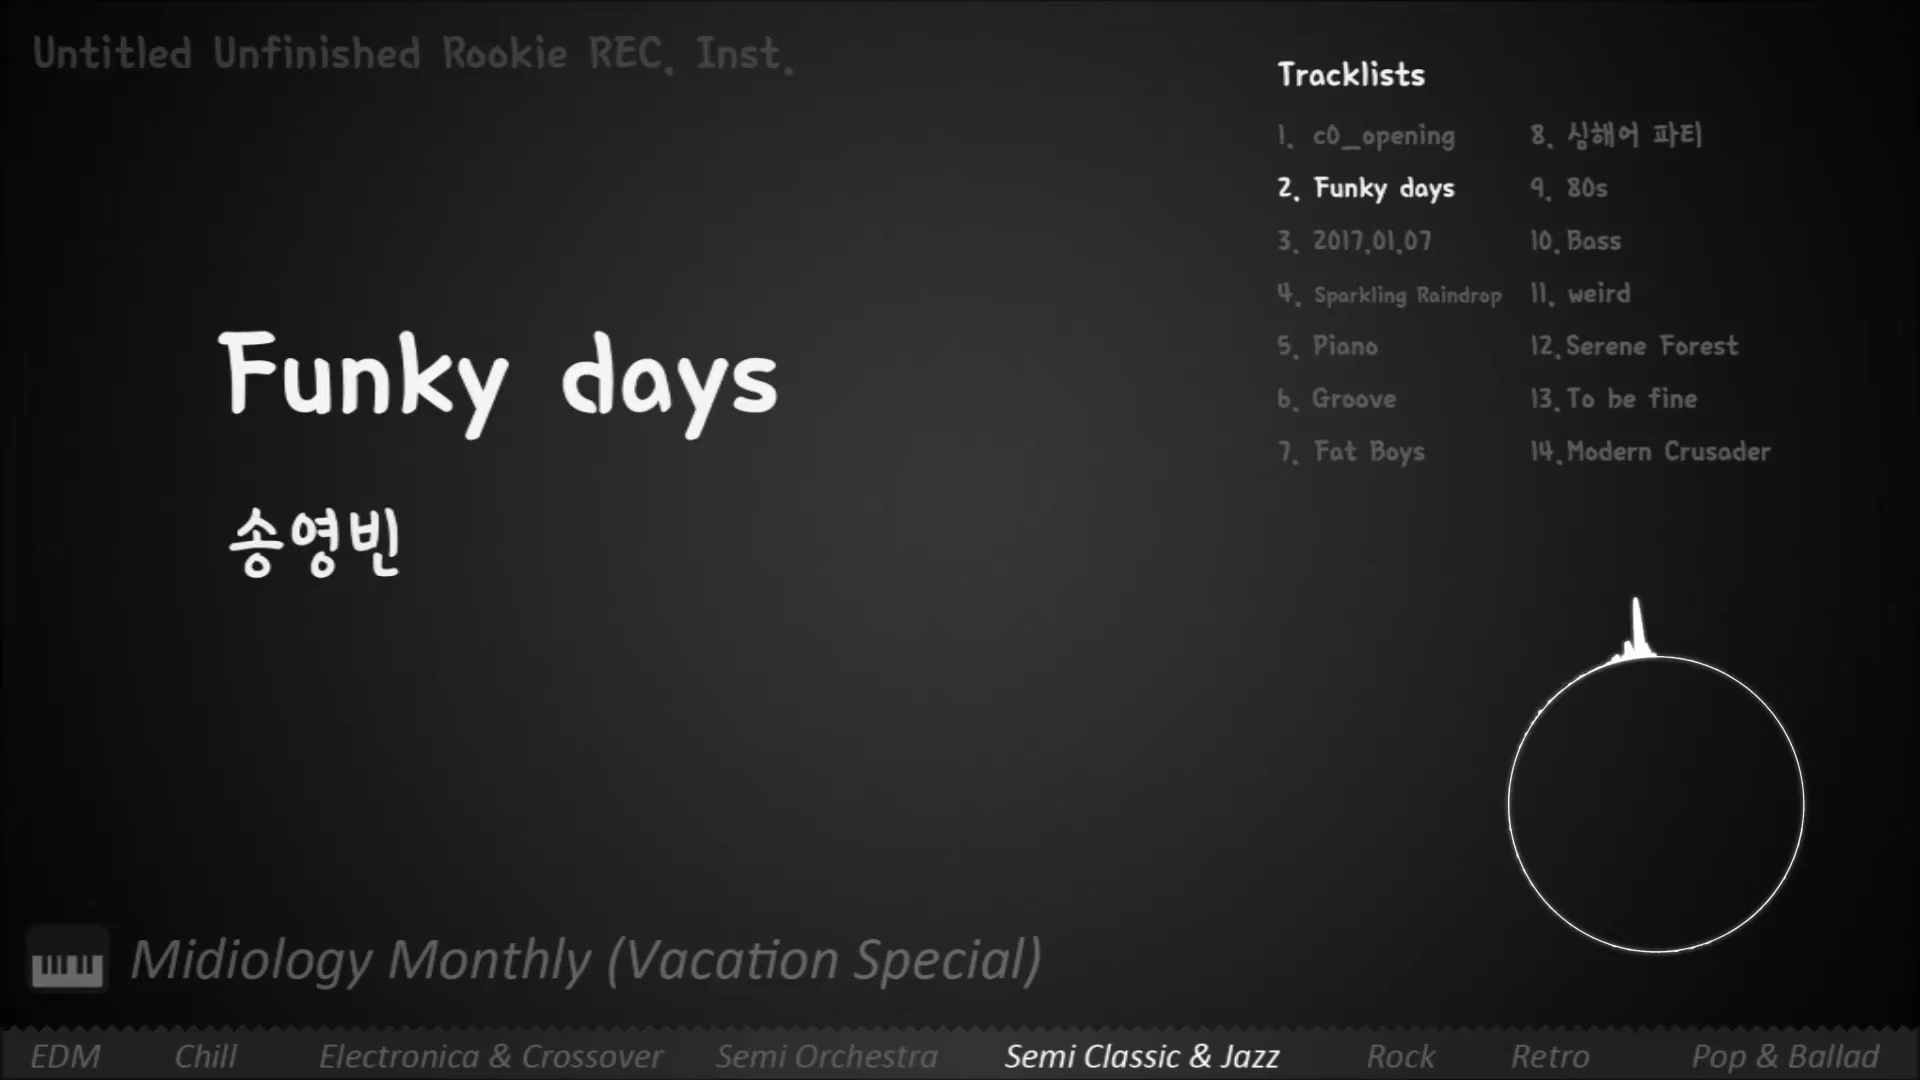 Untitled Unfinished Rookie REC. Inst.
Tracklists
1. c0_opening
2. Funky days
3. 2017.01.07
4. Sparkling Raindrop
5. Piano
6. Groove
7. Fat Boys
8. 심해어 파티
9. 80s
10. Bass
11. weird
12. Serene Forest
13. To be fine
14. Modern Crusader
Funky days
송영빈
Midiology Monthly (Vacation Special)
EDM Chill Electronica & Crossover Semi Orchestra Semi Classic & Jazz Rock Retro Pop & Ballad